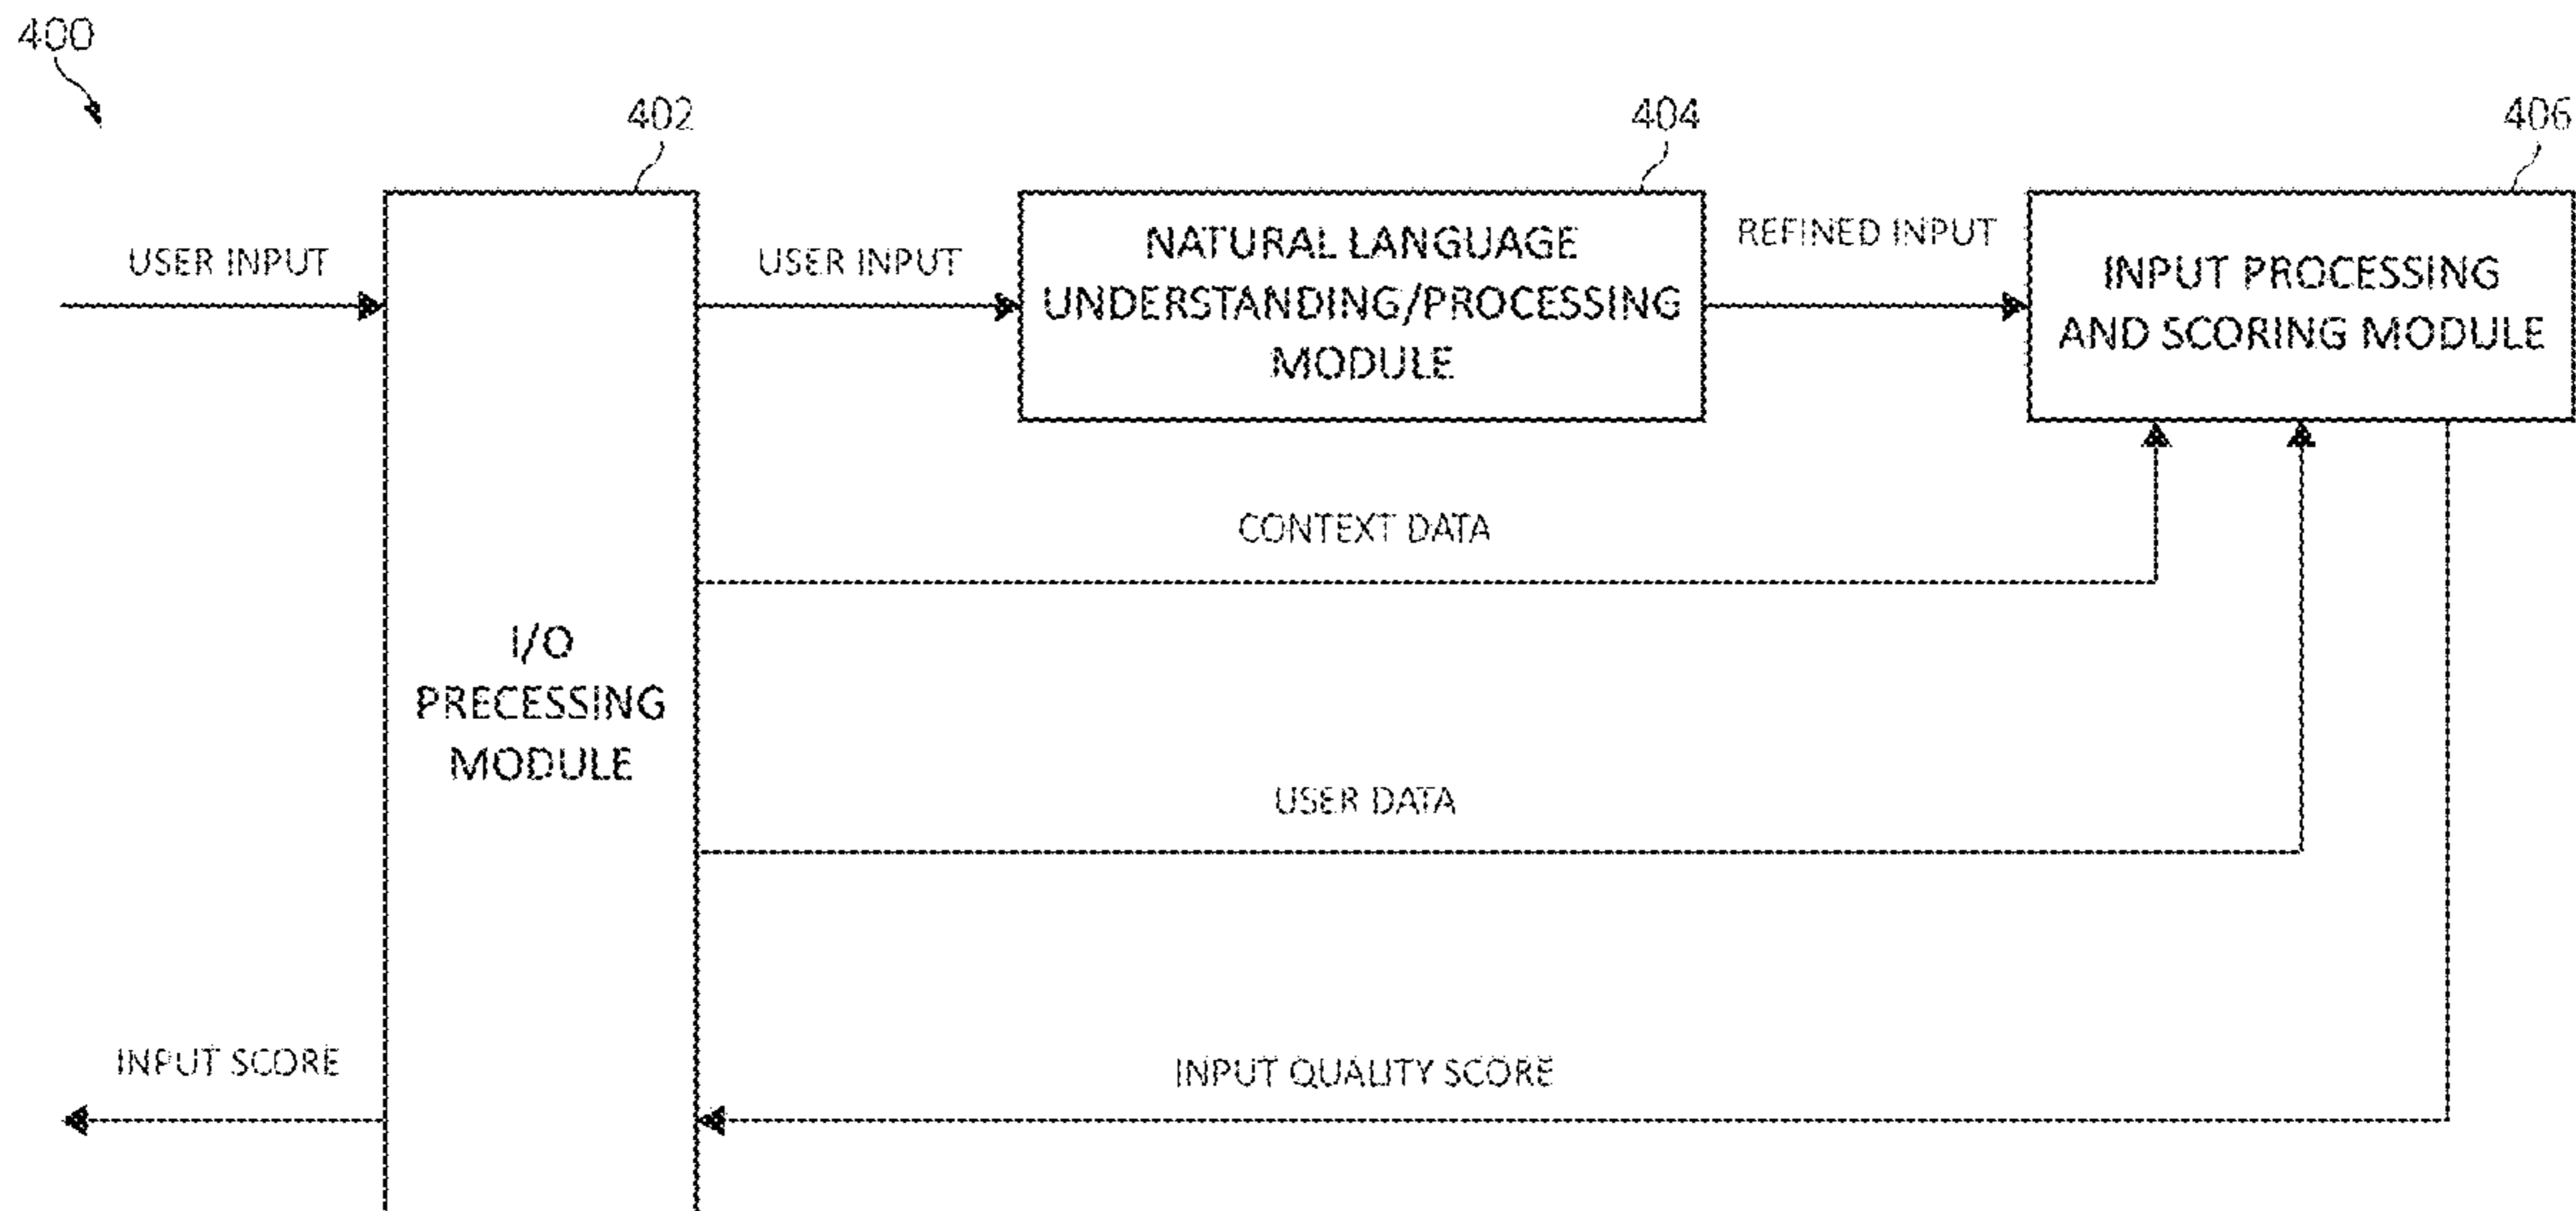 400
402
404
406
USER INPUT
USER INPUT
NATURAL LANGUAGE
UNDERSTANDING/PROCESSING
MODULE
REFINED INPUT
INPUT PROCESSING
AND SCORING MODULE
CONTEXT DATA
I/O
PRECESSING
MODULE
USER DATA
INPUT SCORE
INPUT QUALITY SCORE